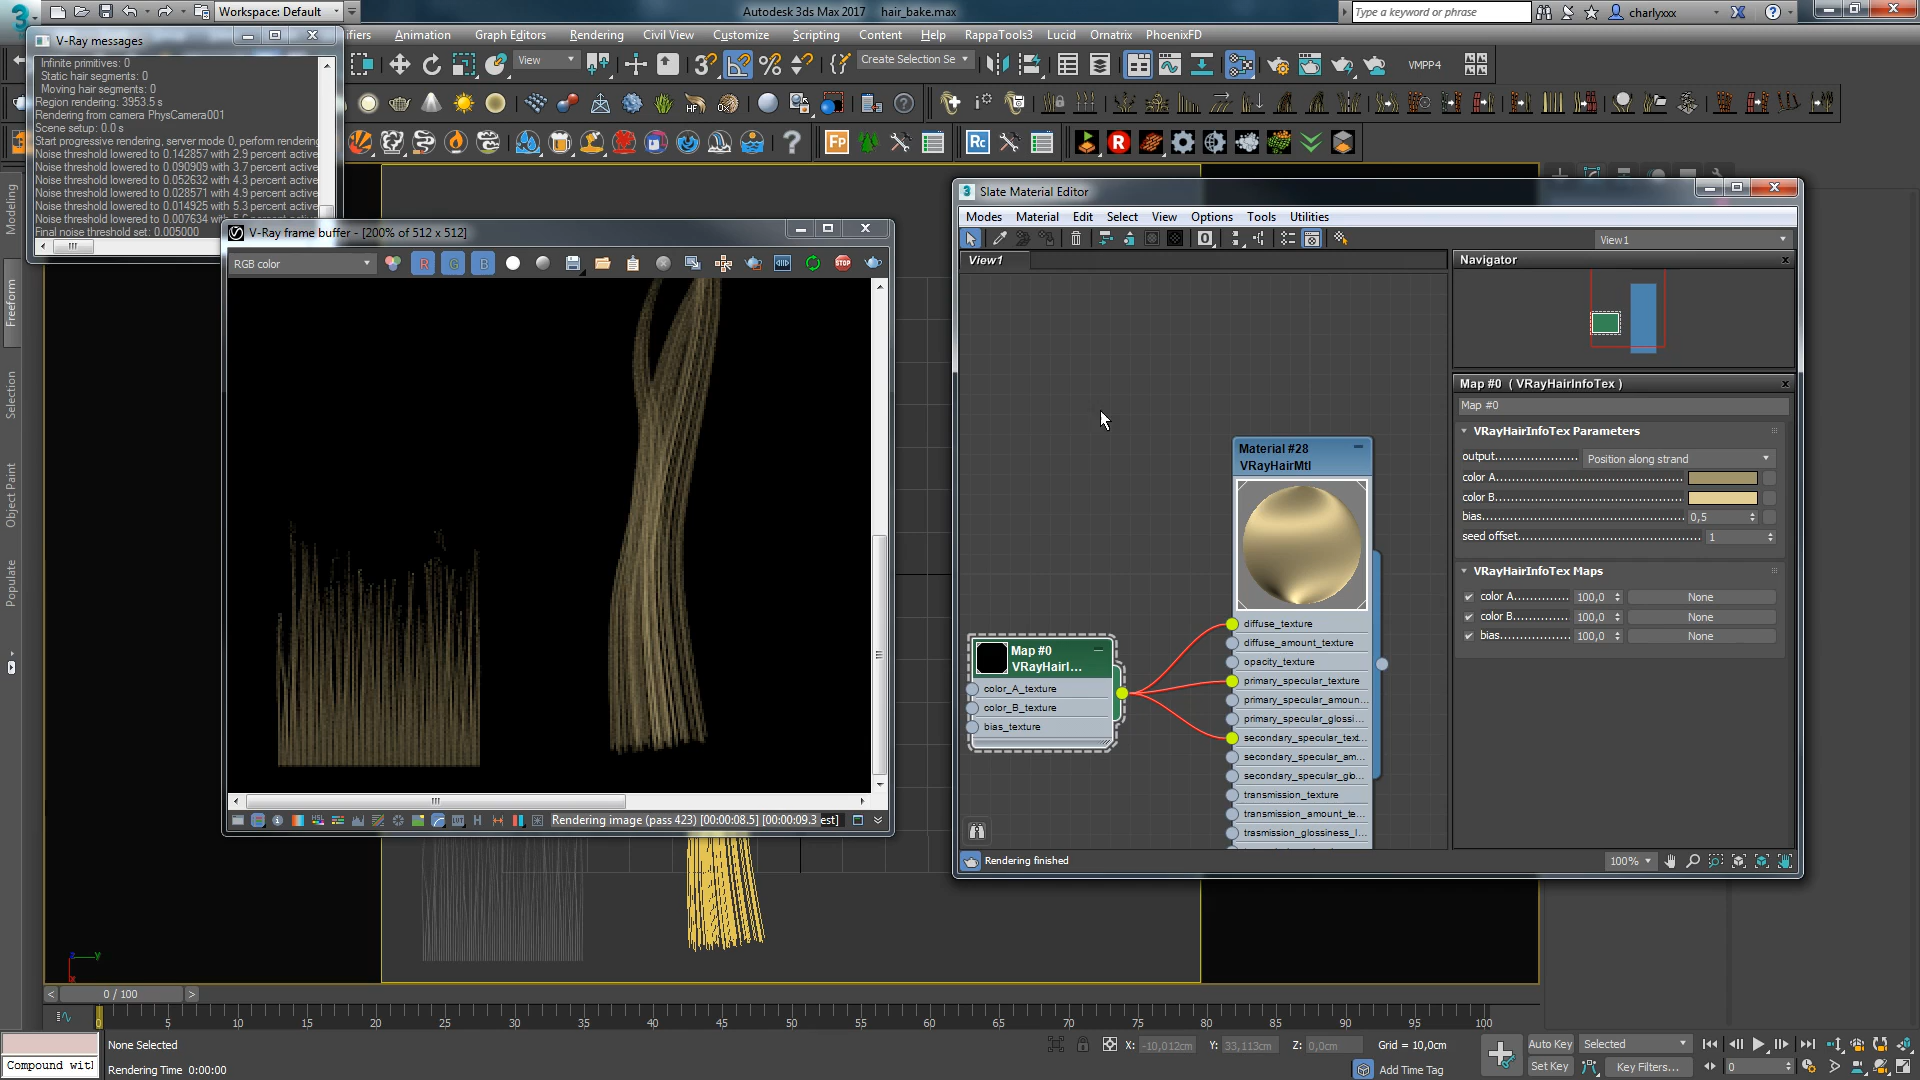 Workspace: Default
Autodesk 3ds Max 2017 hair_bake.max
Type a keyword or phrase
charlyxxx
V-Ray messages
ifiers
Animation
Graph Editors
Rendering
Civil View
Customize
Scripting
Content
Help
RappaTools3
Lucid
Ornatrix
PhoenixFD
View
Create Selection Se
VMPP4
Infinite primitives: 0
Static hair segments: 0
Moving hair segments: 0
Region rendering: 3953.5 s
Rendering from camera PhysCamera001
Scene setup: 0.0 s
Start progressive rendering, server mode 0, perform rendering
Noise threshold lowered to 0.142857 with 2.9 percent active
Noise threshold lowered to 0.090909 with 3.7 percent active
Noise threshold lowered to 0.052632 with 4.3 percent active
Noise threshold lowered to 0.028571 with 4.9 percent active
Noise threshold lowered to 0.014925 with 5.3 percent active
Noise threshold lowered to 0.007634 with
Final noise threshold set: 0.005000
Modeling
Freeform
Selection
Object Paint
Populate
V-Ray frame buffer - [200% of 512 x 512]
RGB color
R
G
B
STOP
Rendering image (pass 423) [00:00:08.5] [00:00:09.3 est]
Slate Material Editor
Modes
Material
Edit
Select
View
Options
Tools
Utilities
View1
View1
Navigator
Map #0 ( VRayHairInfoTex )
Map #0
VRayHairInfoTex Parameters
output
Position along strand
color A
color B
bias
0,5
seed offset
1
VRayHairInfoTex Maps
color A
100,0
None
color B
100,0
None
bias
100,0
None
Material #28
VRayHairMtl
diffuse_texture
diffuse_amount_texture
opacity_texture
primary_specular_texture
primary_specular_amoun...
primary_specular_glossi...
secondary_specular_text...
secondary_specular_am...
secondary_specular_glo...
transmission_texture
transmission_amount_te...
trasmission_glossiness_l...
Map #0
VRayHairI...
color_A_texture
color_B_texture
bias_texture
Rendering finished
100%
0 / 100
0
5
10
15
20
25
30
35
40
45
50
55
60
65
70
75
80
85
90
95
100
None Selected
X: -10,012cm
Y: 33,113cm
Z: 0,0cm
Grid = 10,0cm
Auto Key
Selected
Compound witl
Rendering Time 0:00:00
Add Time Tag
Set Key
Key Filters...
0